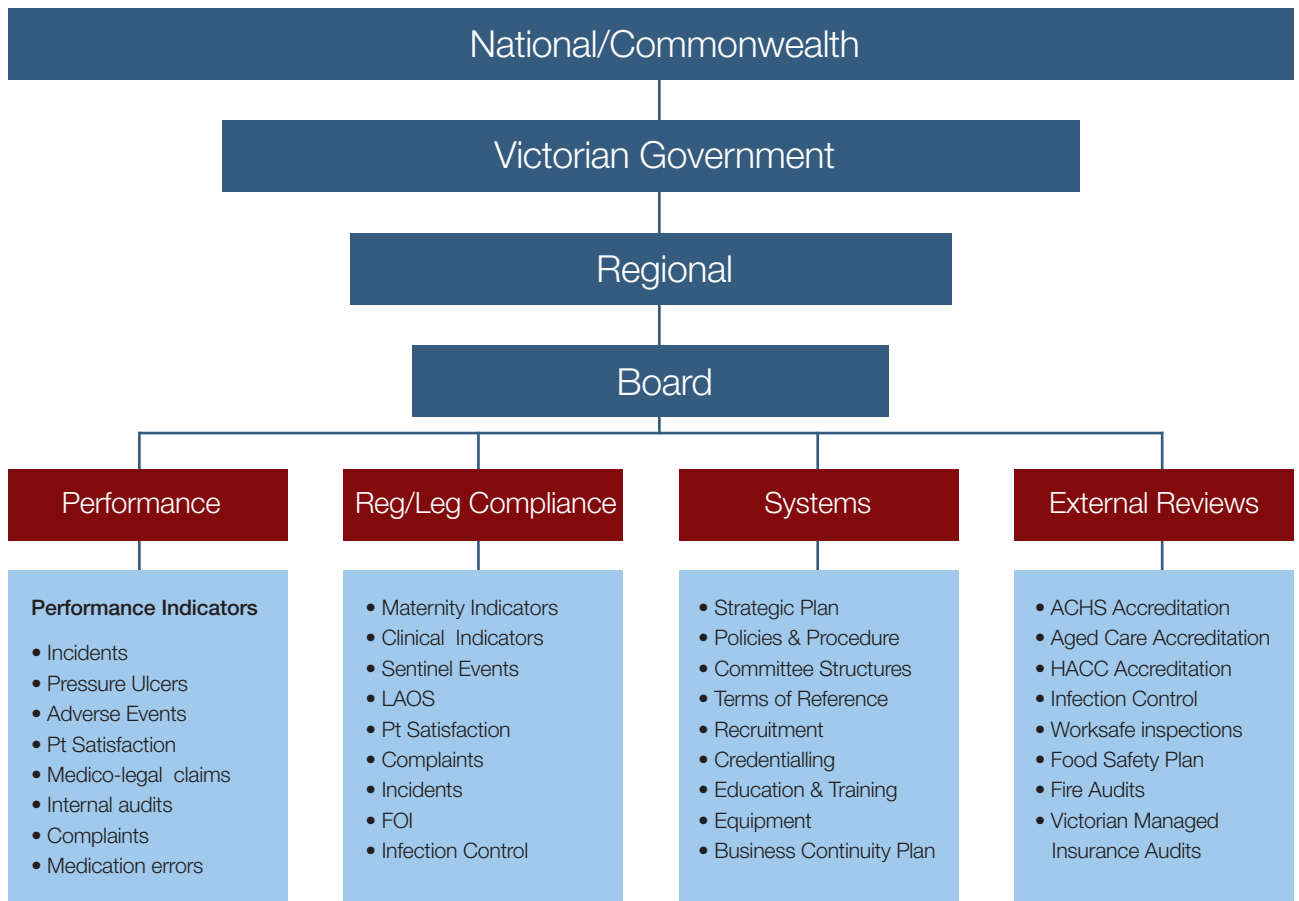 National/Commonwealth
Victorian Government
Regional
Board
Performance
Performance Indicators
• Incidents
• Pressure Ulcers
• Adverse Events
• Pt Satisfaction
• Medico-legal claims
• Internal audits
• Complaints
• Medication errors
Reg/Leg Compliance
• Maternity Indicators
• Clinical Indicators
• Sentinel Events
• LAOS
• Pt Satisfaction
• Complaints
• Incidents
• FOI
• Infection Control
Systems
• Strategic Plan
• Policies & Procedure
• Committee Structures
• Terms of Reference
• Recruitment
• Credentialling
• Education & Training
• Equipment
• Business Continuity Plan
External Reviews
• ACHS Accreditation
• Aged Care Accreditation
• HACC Accreditation
• Infection Control
• Worksafe inspections
• Food Safety Plan
• Fire Audits
• Victorian Managed
Insurance Audits